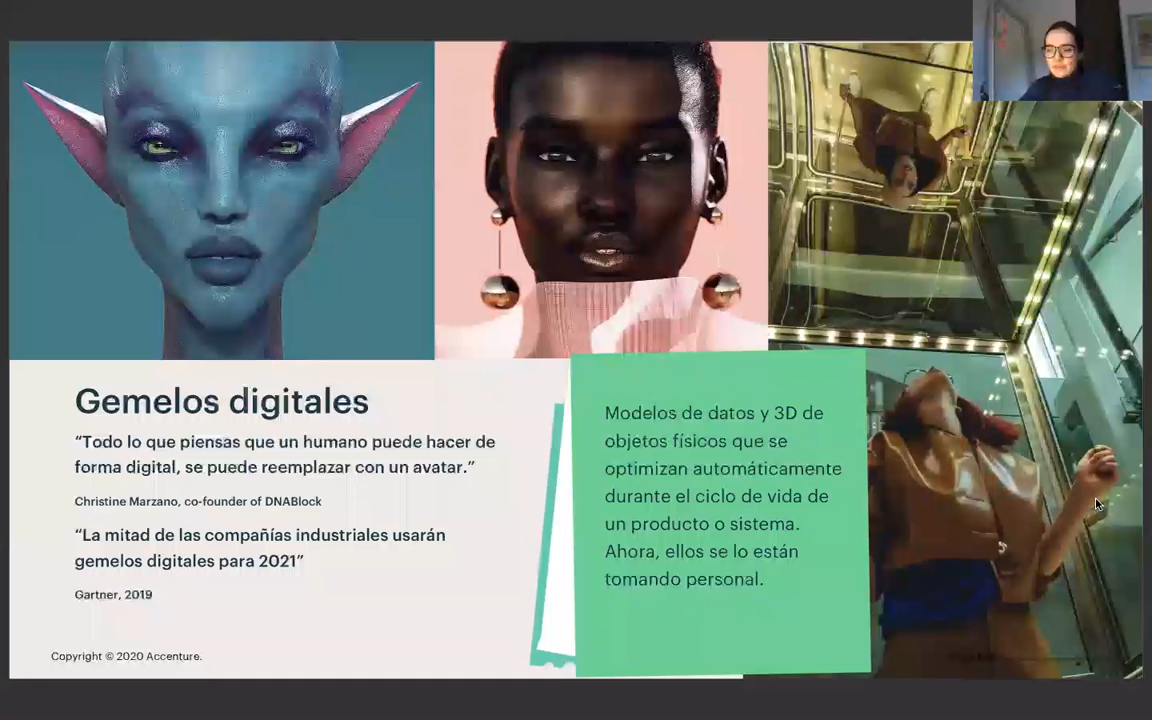 Gemelos digitales
“Todo lo que piensas que un humano puede hacer de
forma digital, se puede reemplazar con un avatar.”
Christine Marzano, co-founder of DNABlock
“La mitad de las compañías industriales usarán
gemelos digitales para 2021”
Gartner, 2019
Copyright © 2020 Accenture.
Modelos de datos y 3D de
objetos físicos que se
optimizan automáticamente
durante el ciclo de vida de
un producto o sistema.
Ahora, ellos se lo están
tomando personal.